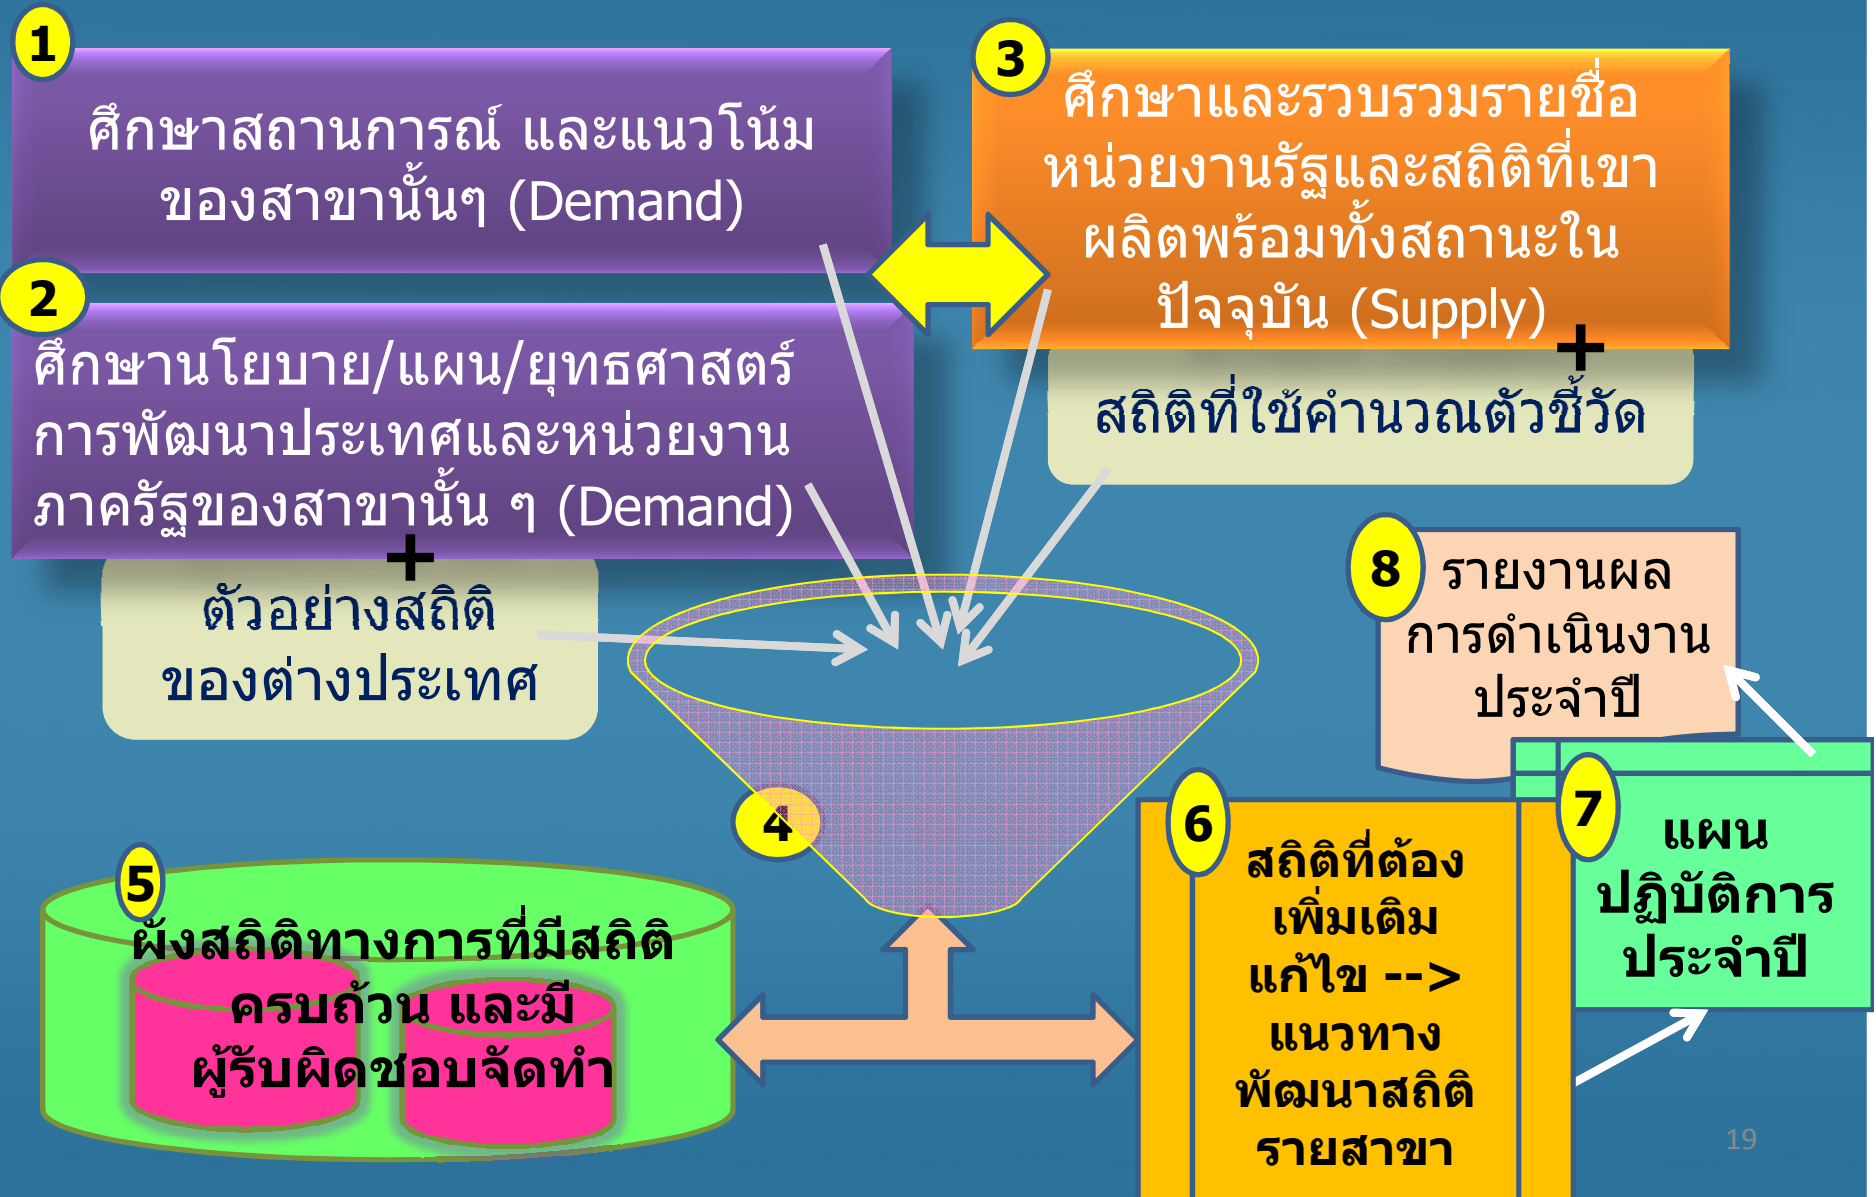 1
ศึกษาสถานการณ์ และแนวโน้ม
ของสาขานั้นๆ (Demand)
2
ศึกษานโยบาย/แผน/ยุทธศาสตร์
การพัฒนาประเทศและหน่วยงาน
ภาครัฐของสาขานั้น ๆ (Demand)
+
ตัวอย่างสถิติ
ของต่างประเทศ
3
ศึกษาและรวบรวมรายชื่อ
หน่วยงานรัฐและสถิติที่เขา
ผลิตพร้อมทั้งสถานะใน
ปัจจุบัน (Supply)
+
สถิติที่ใช้คำนวณตัวชี้วัด
4
5
ผังสถิติทางการที่มีสถิติ
ครบถ้วน และมี
ผู้รับผิดชอบจัดทำ
6
สถิติที่ต้อง
เพิ่มเติม
แก้ไข -->
แนวทาง
พัฒนาสถิติ
รายสาขา
7
แผน
ปฏิบัติการ
ประจำปี
8
รายงานผล
การดำเนินงาน
ประจำปี
19